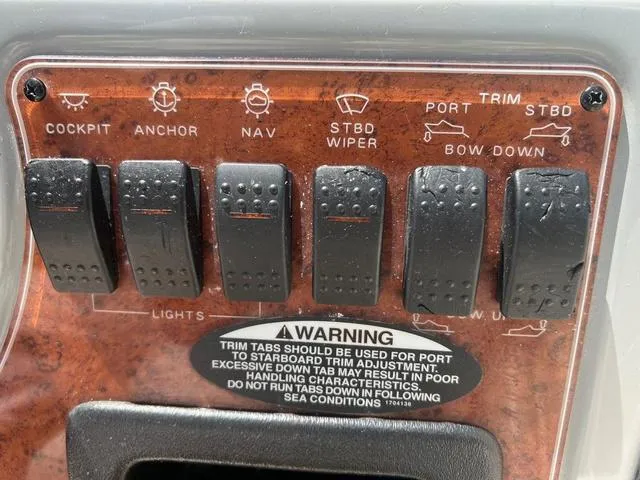 COCKPIT
ANCHOR
NAV
STBD
WIPER
PORT
TRIM
STBD
BOW DOWN
LIGHTS
WARNING
TRIM TABS SHOULD BE USED FOR PORT
TO STARBOARD TRIM ADJUSTMENT.
EXCESSIVE DOWN TAB MAY RESULT IN POOR
HANDLING CHARACTERISTICS.
DO NOT RUN TABS DOWN IN FOLLOWING
SEA CONDITIONS 1704136